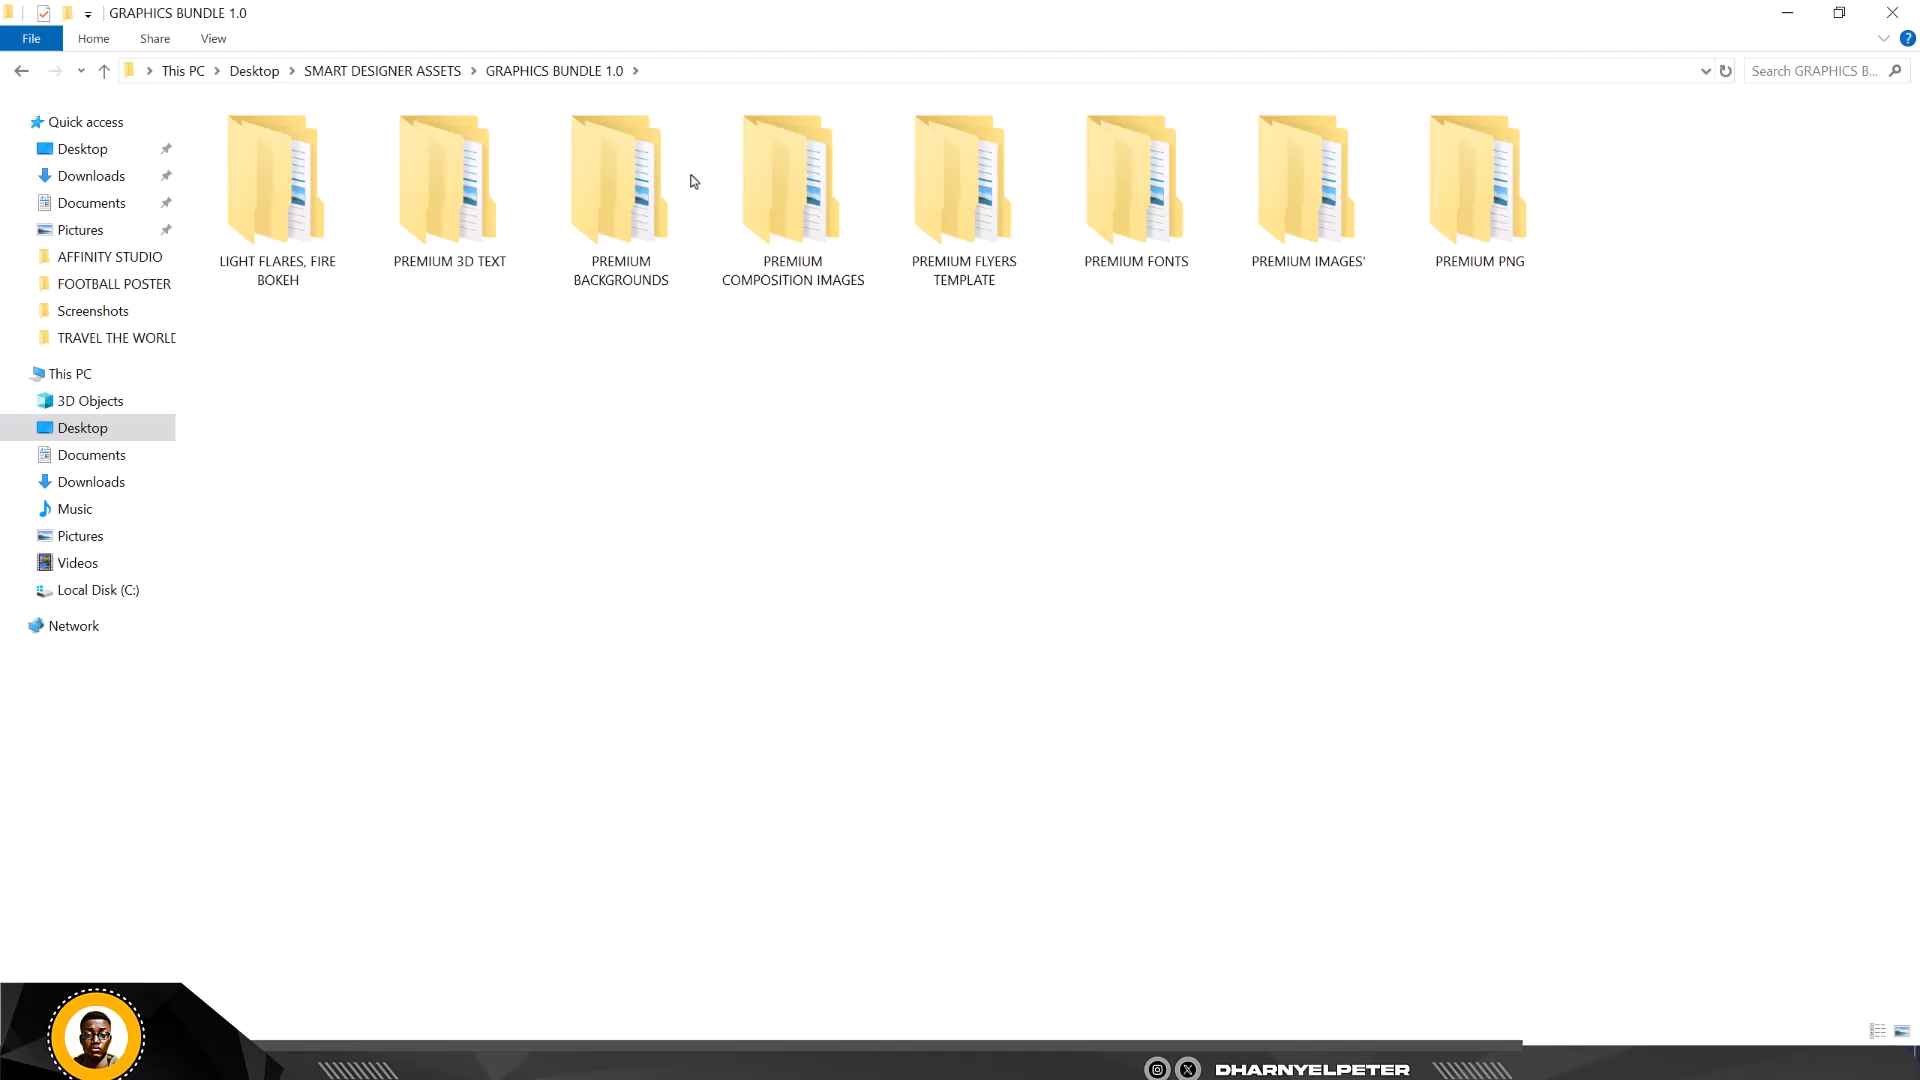 GRAPHICS BUNDLE 1.0
File Home Share View
This PC Desktop SMART DESIGNER ASSETS GRAPHICS BUNDLE 1.0
Search GRAPHICS B...
Quick access
Desktop
Downloads
Documents
Pictures
AFFINITY STUDIO
FOOTBALL POSTER
Screenshots
TRAVEL THE WORLD
This PC
3D Objects
Desktop
Documents
Downloads
Music
Pictures
Videos
Local Disk (C:)
Network
LIGHT FLARES, FIRE
BOKEH
PREMIUM 3D TEXT
PREMIUM
BACKGROUNDS
PREMIUM
COMPOSITION IMAGES
PREMIUM FLYERS
TEMPLATE
PREMIUM FONTS
PREMIUM IMAGES'
PREMIUM PNG
DHARNYELPETER